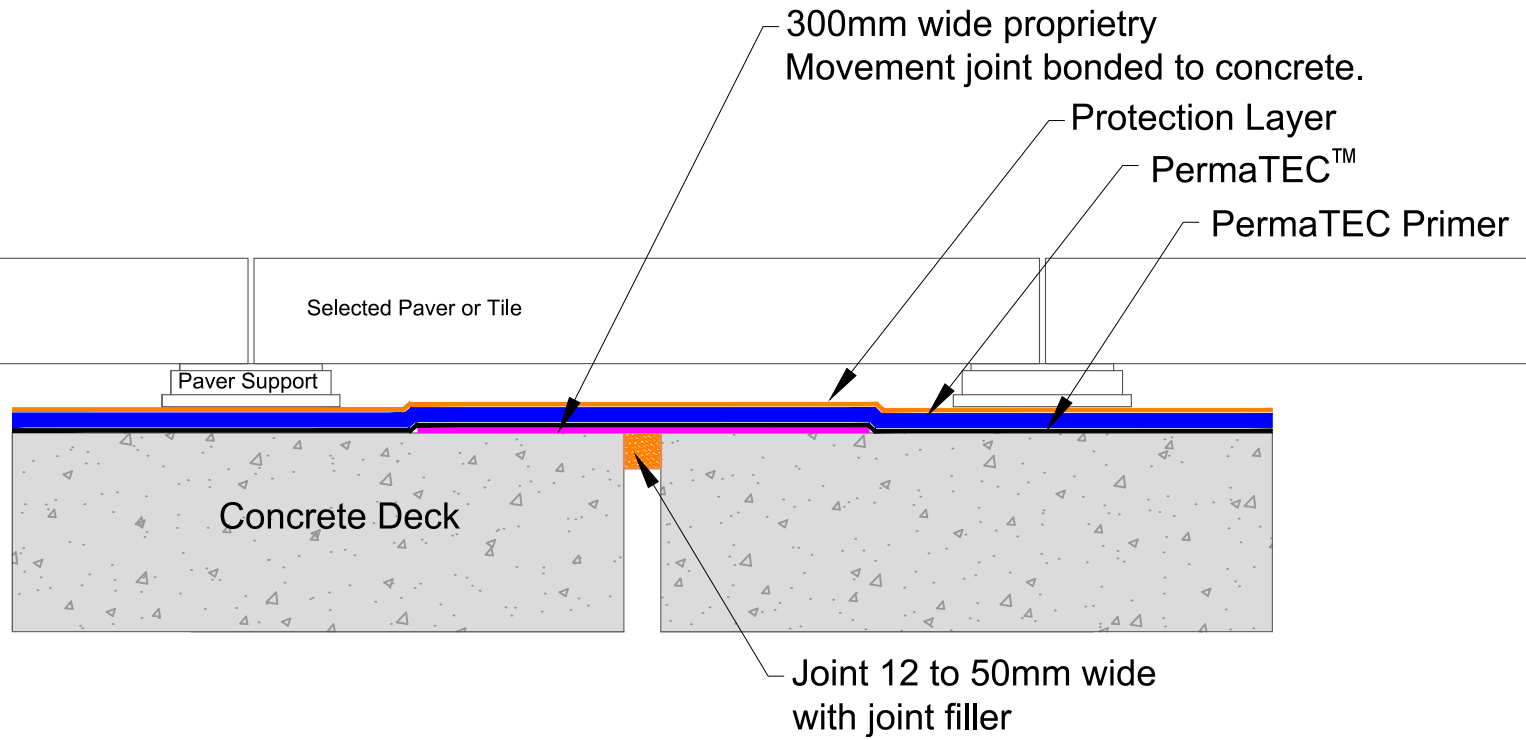 300mm wide proprietry
Movement joint bonded to concrete.
Protection Layer
PermaTEC™
PermaTEC Primer
Selected Paver or Tile
Paver Support
Concrete Deck
Joint 12 to 50mm wide
with joint filler